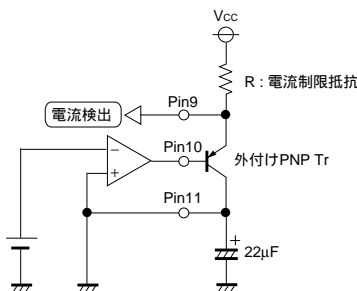 VCC
R : 電流制限抵抗
Pin9
電流検出
Pin10
外付けPNP Tr
−
+
Pin11
+
22μF